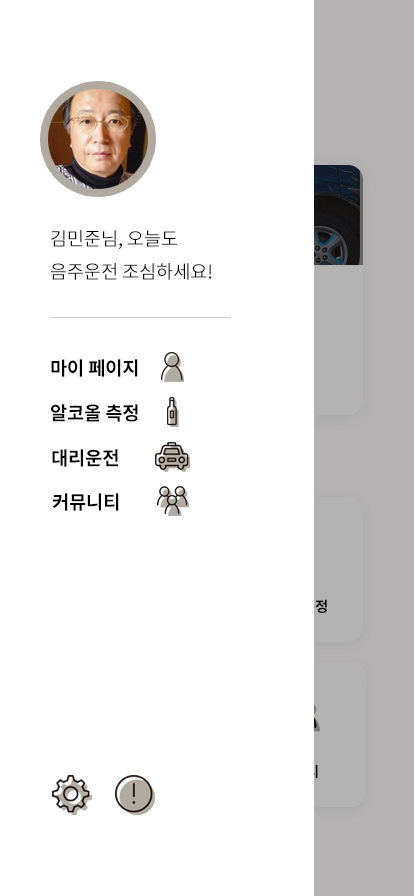 김민준님, 오늘도
음주운전 조심하세요!
마이 페이지
알코올 측정
대리운전
커뮤니티
정